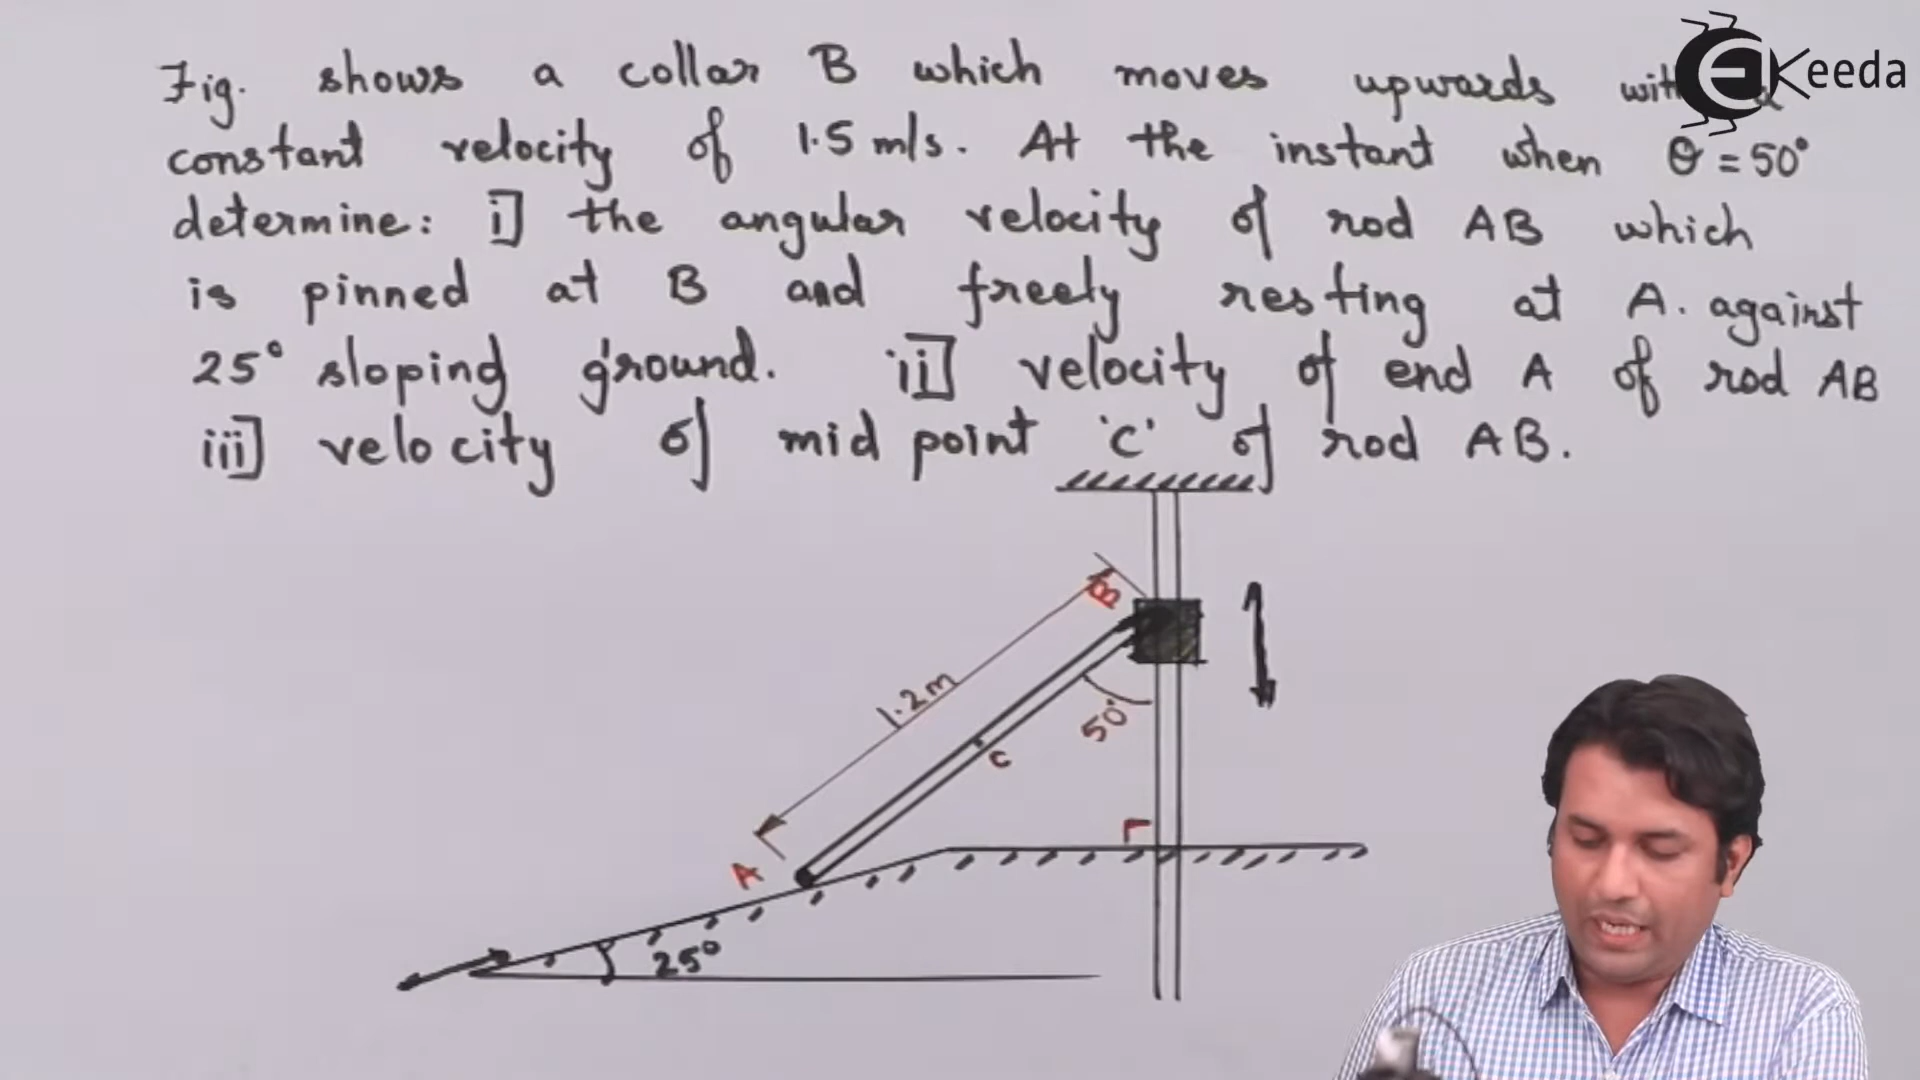 Fig. shows a collar B which moves upwards with a
constant velocity of 1.5 m/s. At the instant when θ = 50°
determine: i] the angular velocity of rod AB which
is pinned at B and freely resting at A. against
25° sloping ground. ii] velocity of end A of rod AB
iii] velocity of mid point 'C' of rod AB.
EKeeda
B
1.2m
50°
C
A
25°